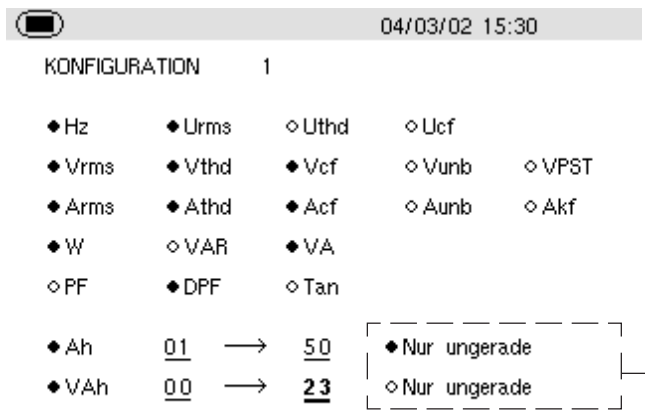 04/03/02 15:30
KONFIGURATION 1
Hz Urms Uthd Ucf
Vrms Vthd Vcf Vunb VPST
Arms Athd Acf Aunb Akf
W VAR VA
PF DPF Tan
Ah 01 → 50 Nur ungerade
VAh 00 → 23 Nur ungerade